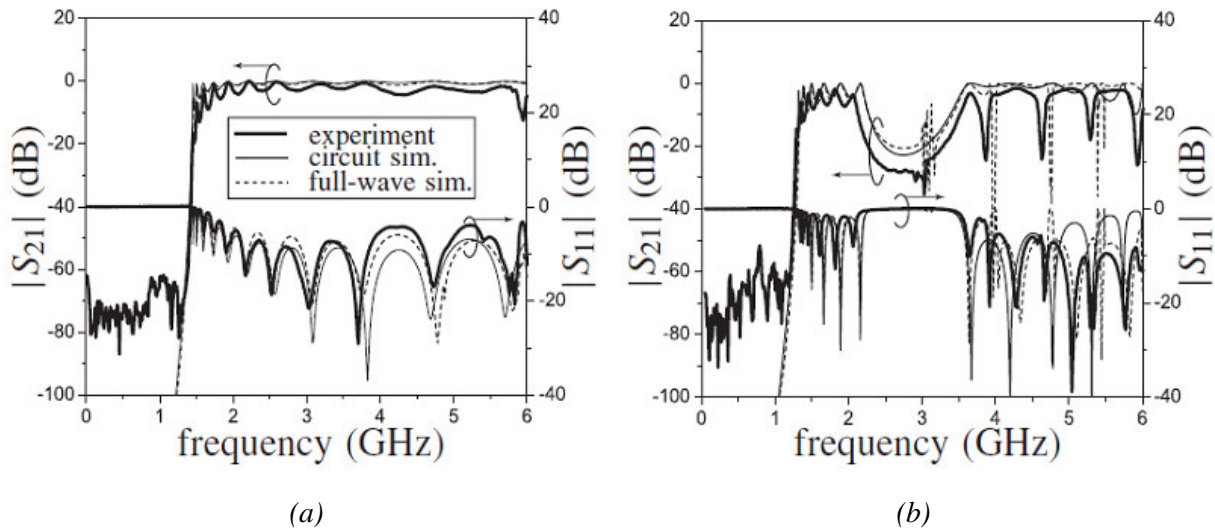 20
0
-20
-40
-60
-80
-100
|S21| (dB)
40
20
0
-20
-40
|S11| (dB)
experiment
circuit sim.
full-wave sim.
0 1 2 3 4 5 6
frequency (GHz)
(a)
20
0
-20
-40
-60
-80
-100
|S21| (dB)
40
20
0
-20
-40
|S11| (dB)
0 1 2 3 4 5 6
frequency (GHz)
(b)